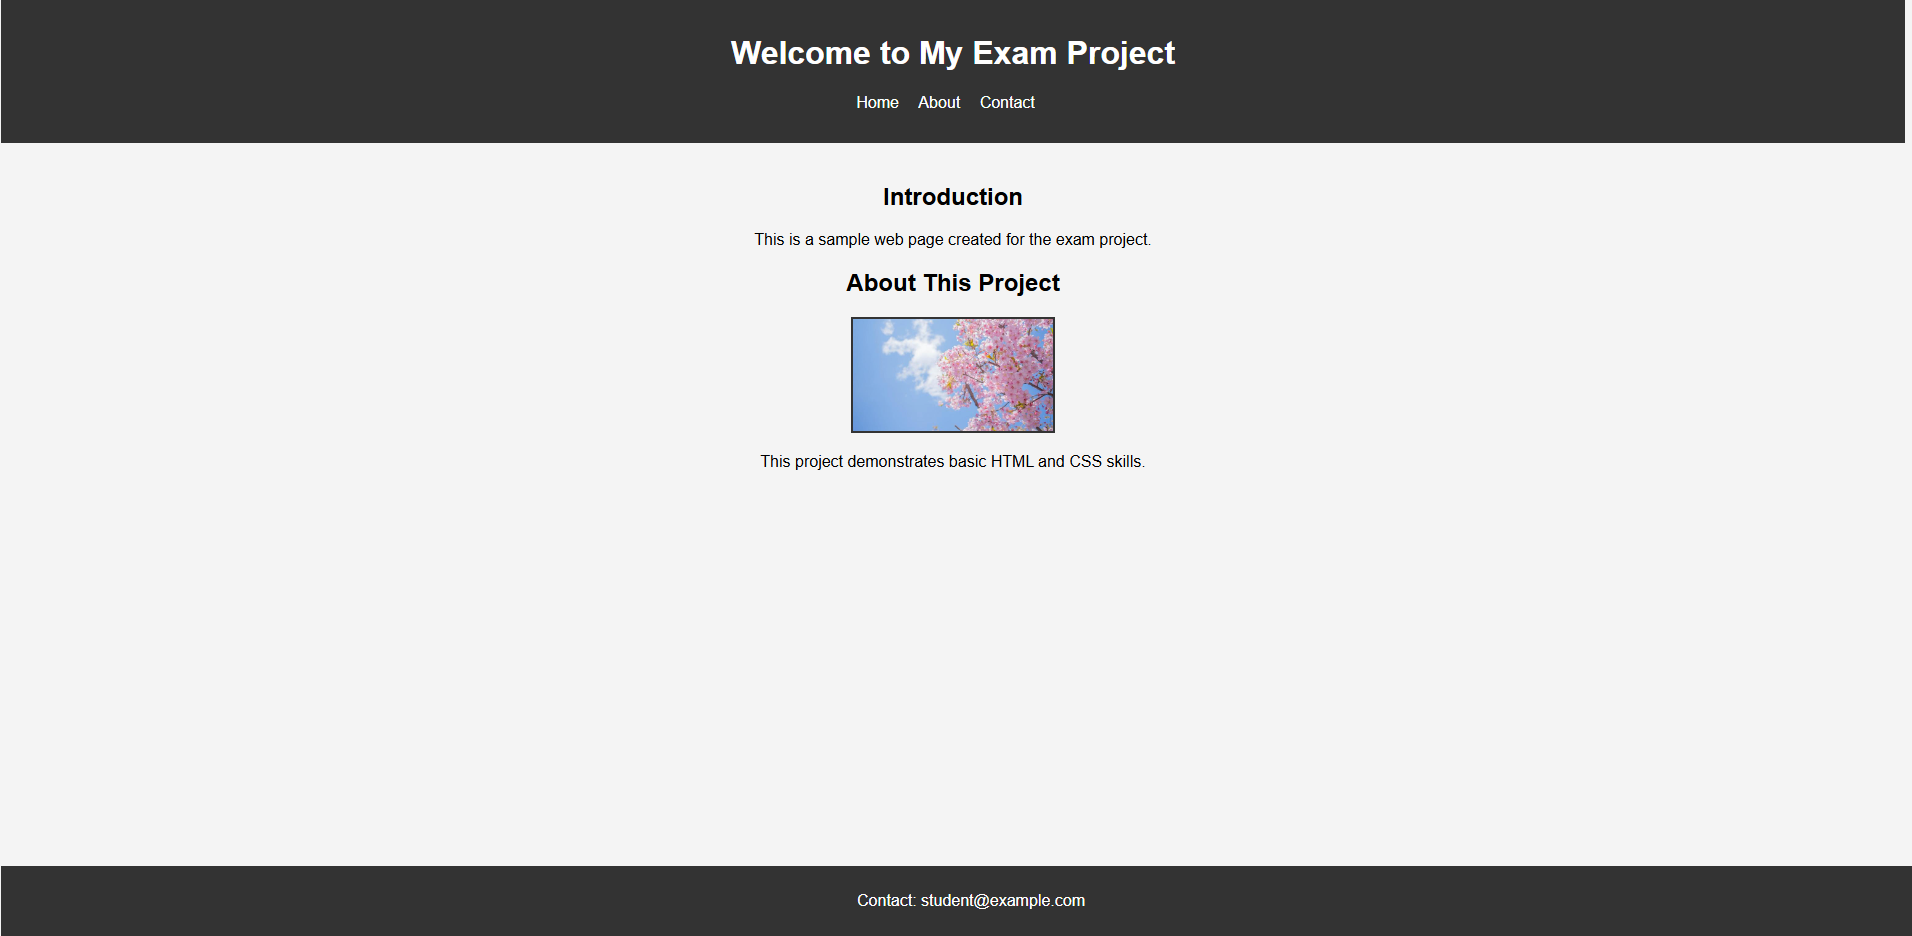 Welcome to My Exam Project
Home About Contact
Introduction
This is a sample web page created for the exam project.
About This Project
This project demonstrates basic HTML and CSS skills.
Contact: student@example.com